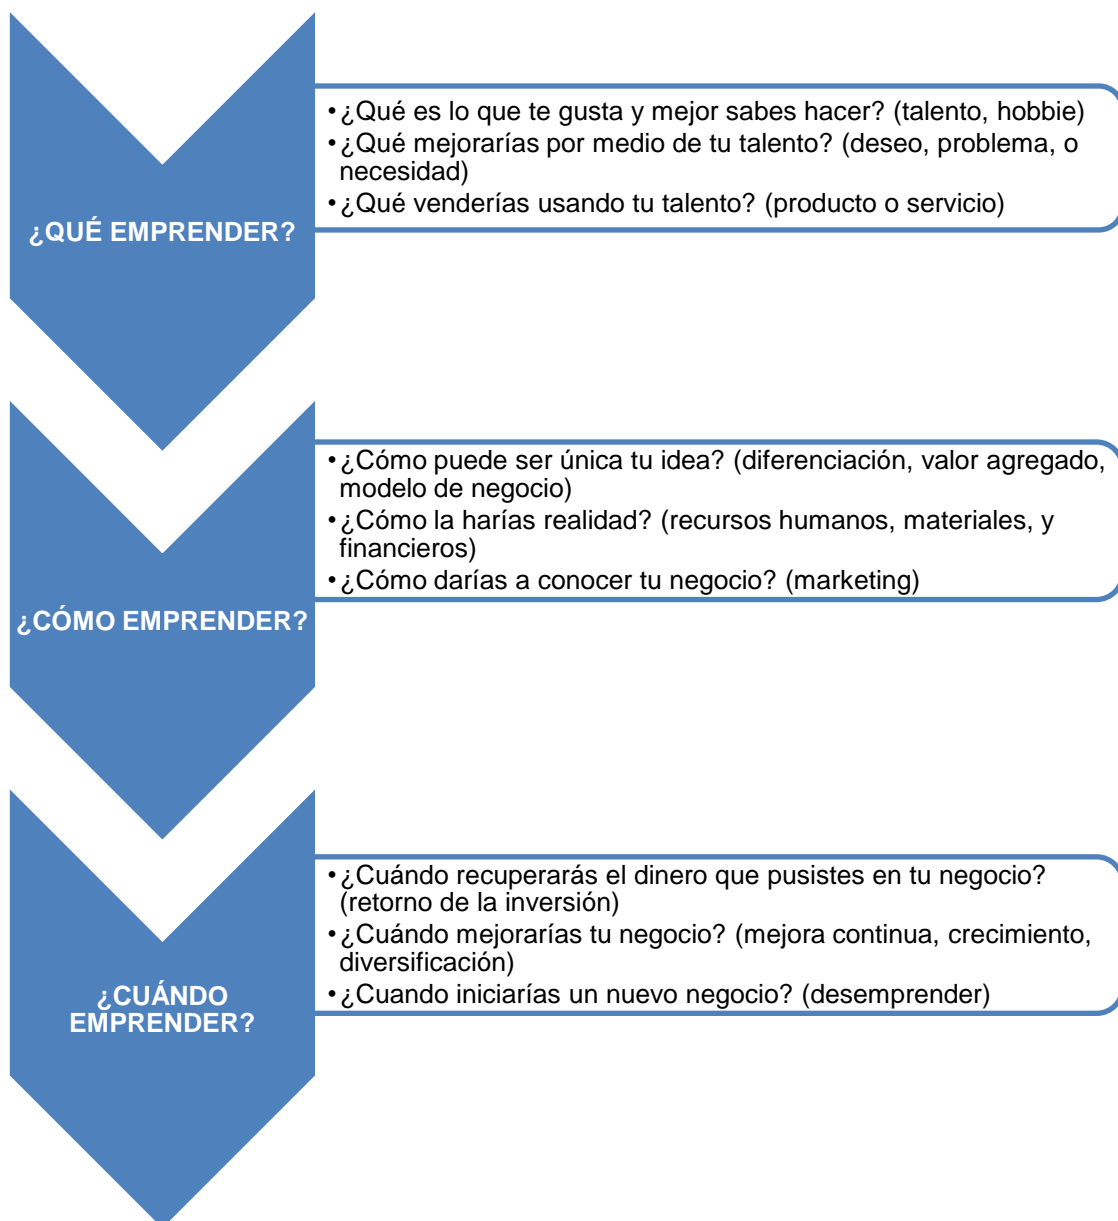 ¿QUÉ EMPRENDER?
•¿Qué es lo que te gusta y mejor sabes hacer? (talento, hobbie)
•¿Qué mejorarías por medio de tu talento? (deseo, problema, o
necesidad)
•¿Qué venderías usando tu talento? (producto o servicio)
¿CÓMO EMPRENDER?
•¿Cómo puede ser única tu idea? (diferenciación, valor agregado,
modelo de negocio)
•¿Cómo la harías realidad? (recursos humanos, materiales, y
financieros)
•¿Cómo darías a conocer tu negocio? (marketing)
¿CUÁNDO
EMPRENDER?
•¿Cuándo recuperarás el dinero que pusistes en tu negocio?
(retorno de la inversión)
•¿Cuándo mejorarías tu negocio? (mejora continua, crecimiento,
diversificación)
•¿Cuando iniciarías un nuevo negocio? (desemprender)